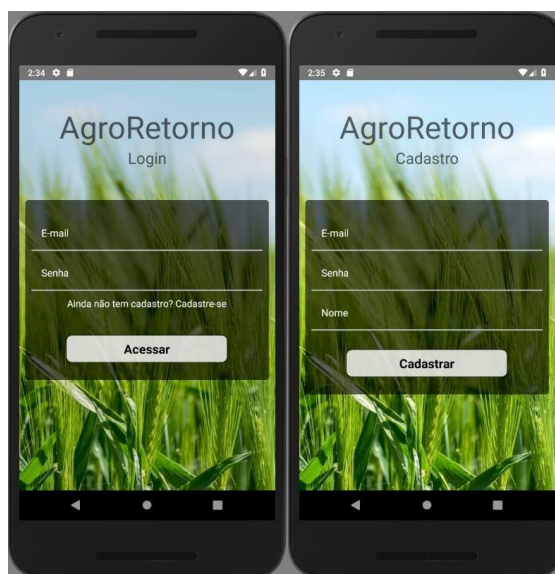 2:34
AgroRetorno
Login
E-mail
Senha
Ainda não tem cadastro? Cadastre-se
Acessar
2:35
AgroRetorno
Cadastro
E-mail
Senha
Nome
Cadastrar